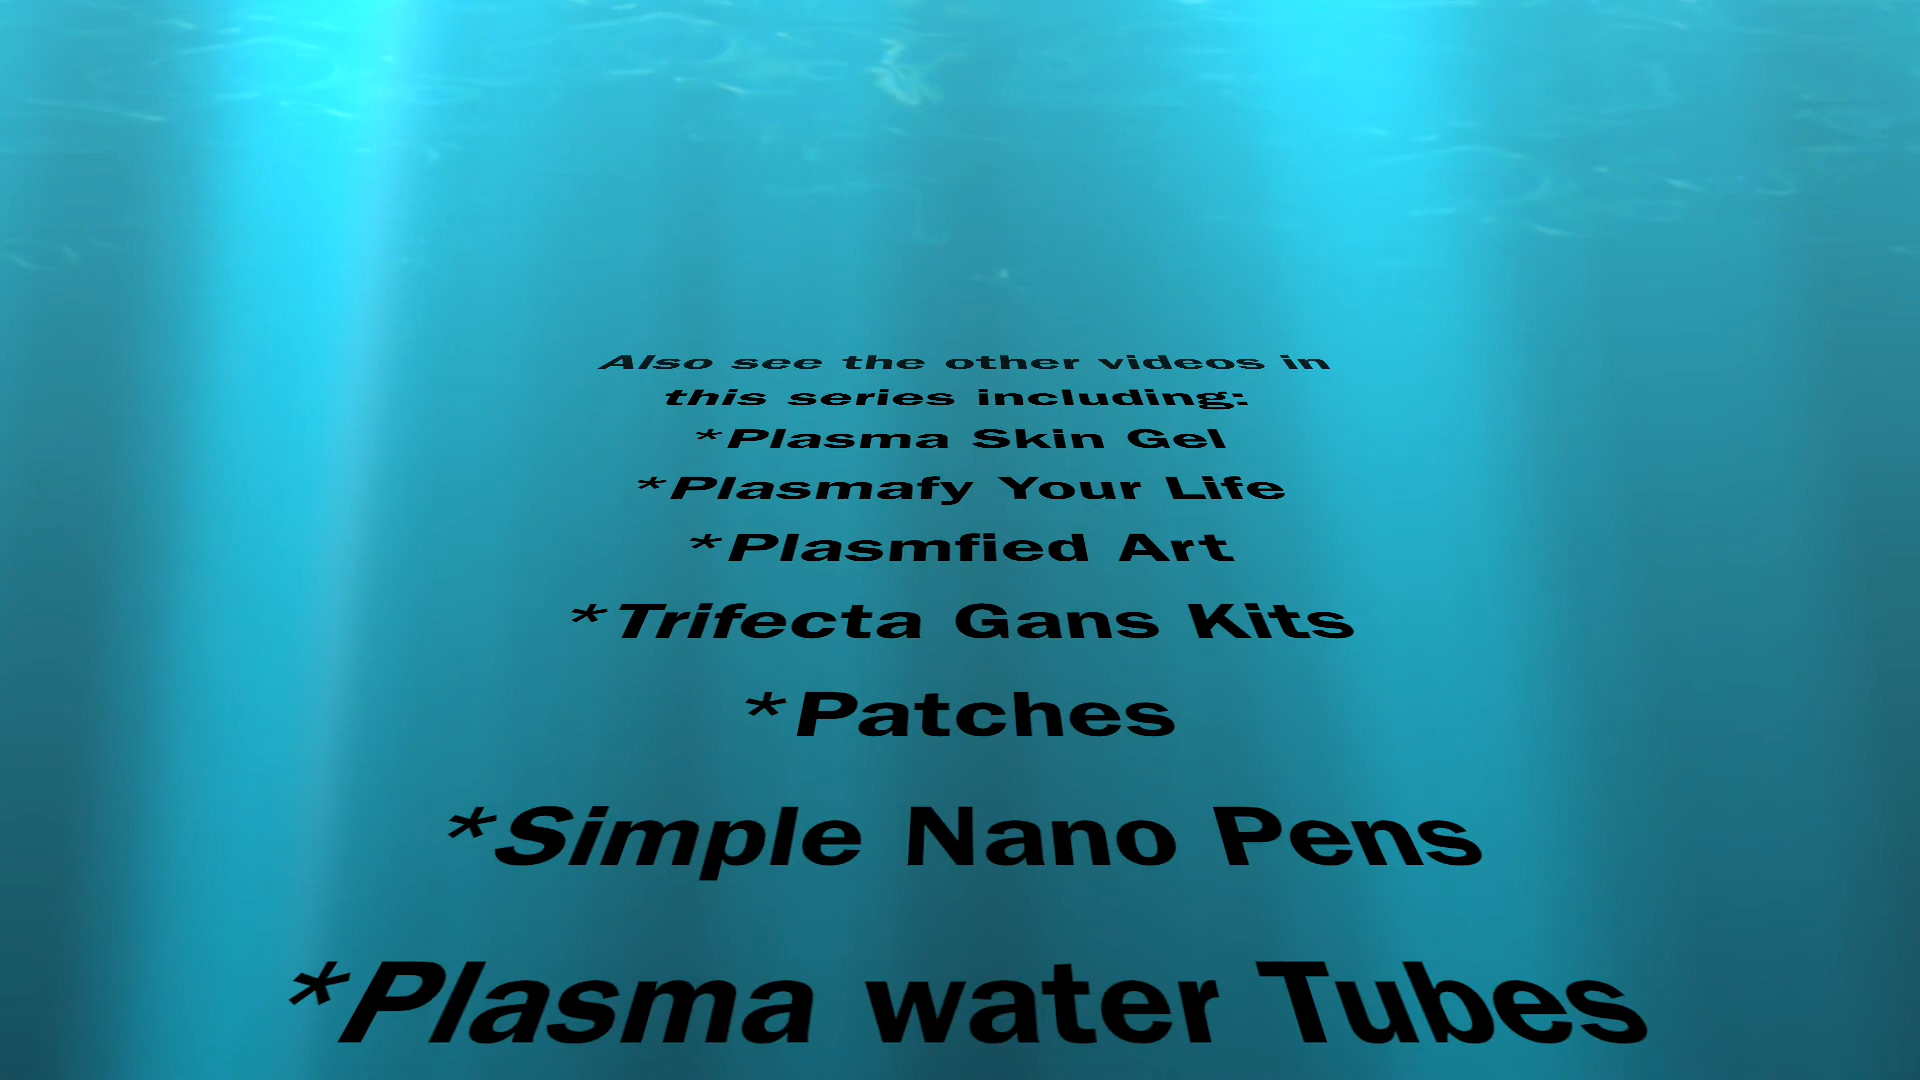 Also see the other videos in
this series including:
*Plasma Skin Gel
*Plasmafy Your Life
*Plasmfied Art
*Trifecta Gans Kits
*Patches
*Simple Nano Pens
*Plasma water Tubes